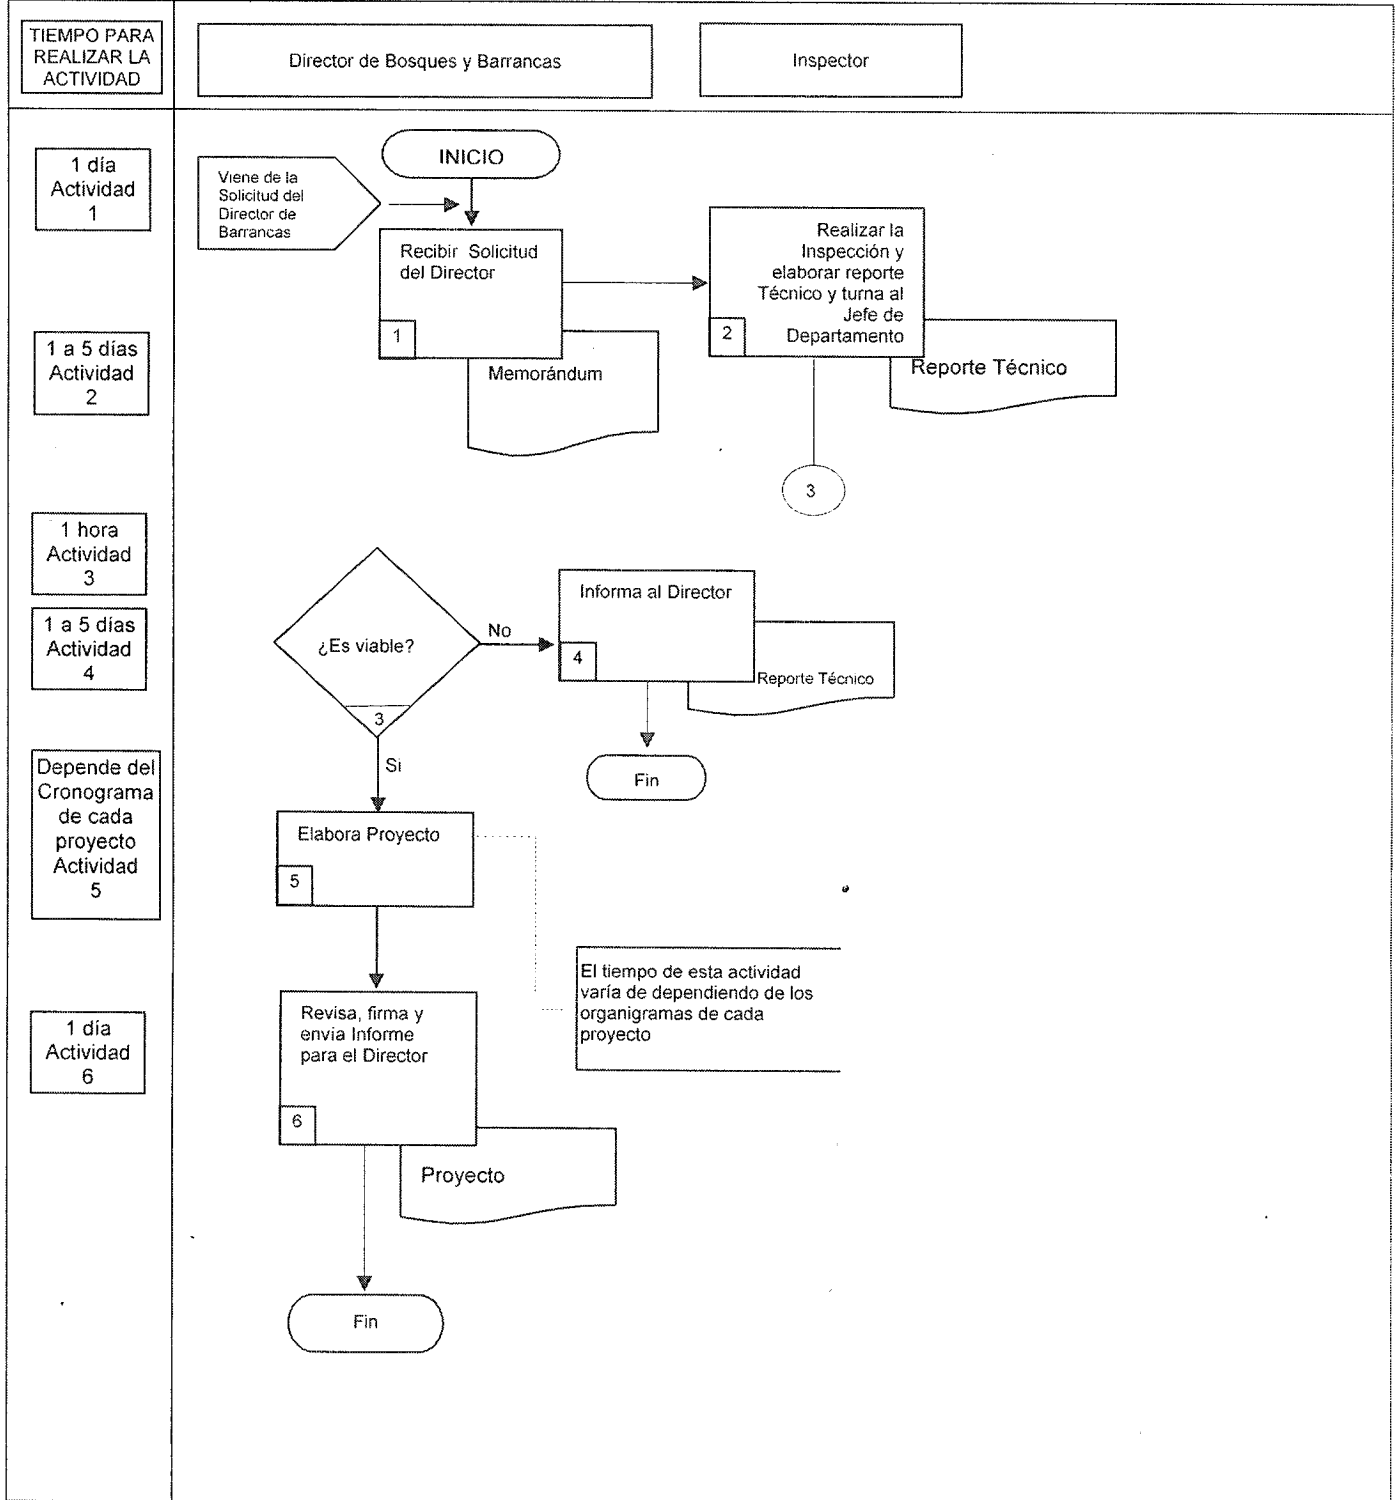 TIEMPO PARA
REALIZAR LA
ACTIVIDAD
Director de Bosques y Barrancas
Inspector
1 día
Actividad
1
Viene de la
Solicitud del
Director de
Barrancas
INICIO
Recibir Solicitud
del Director
1
Memorándum
Realizar la
Inspección y
elaborar reporte
Técnico y turna al
Jefe de
Departamento
2
Reporte Técnico
3
1 a 5 días
Actividad
2
1 hora
Actividad
3
1 a 5 días
Actividad
4
¿Es viable?
3
No
Informa al Director
4
Reporte Técnico
Fin
Si
Depende del
Cronograma
de cada
proyecto
Actividad
5
Elabora Proyecto
5
El tiempo de esta actividad
varía de dependiendo de los
organigramas de cada
proyecto
1 día
Actividad
6
Revisa, firma y
envia Informe
para el Director
6
Proyecto
Fin